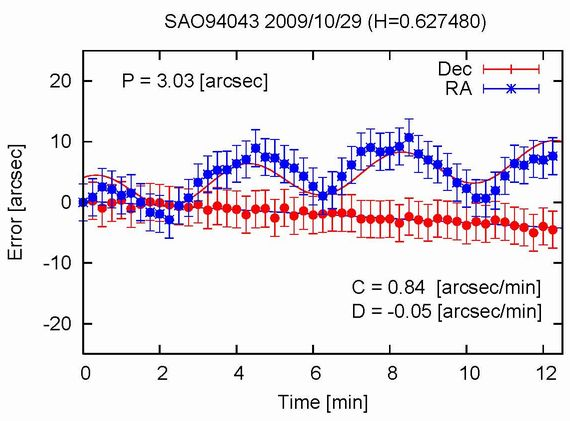 SAO94043 2009/10/29 (H=0.627480)
P = 3.03 [arcsec]
Dec
RA
20
10
0
-10
-20
Error [arcsec]
C = 0.84 [arcsec/min]
D = -0.05 [arcsec/min]
0 2 4 6 8 10 12
Time [min]